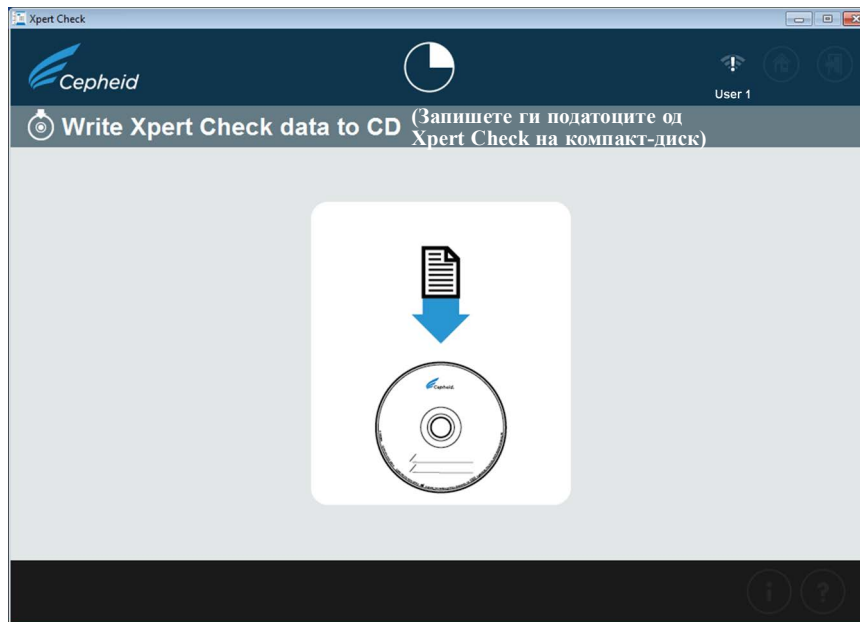 Xpert Check
Cepheid
User 1
Write Xpert Check data to CD
(Запишете ги податоците од
Xpert Check на компакт-диск)
Cepheid.